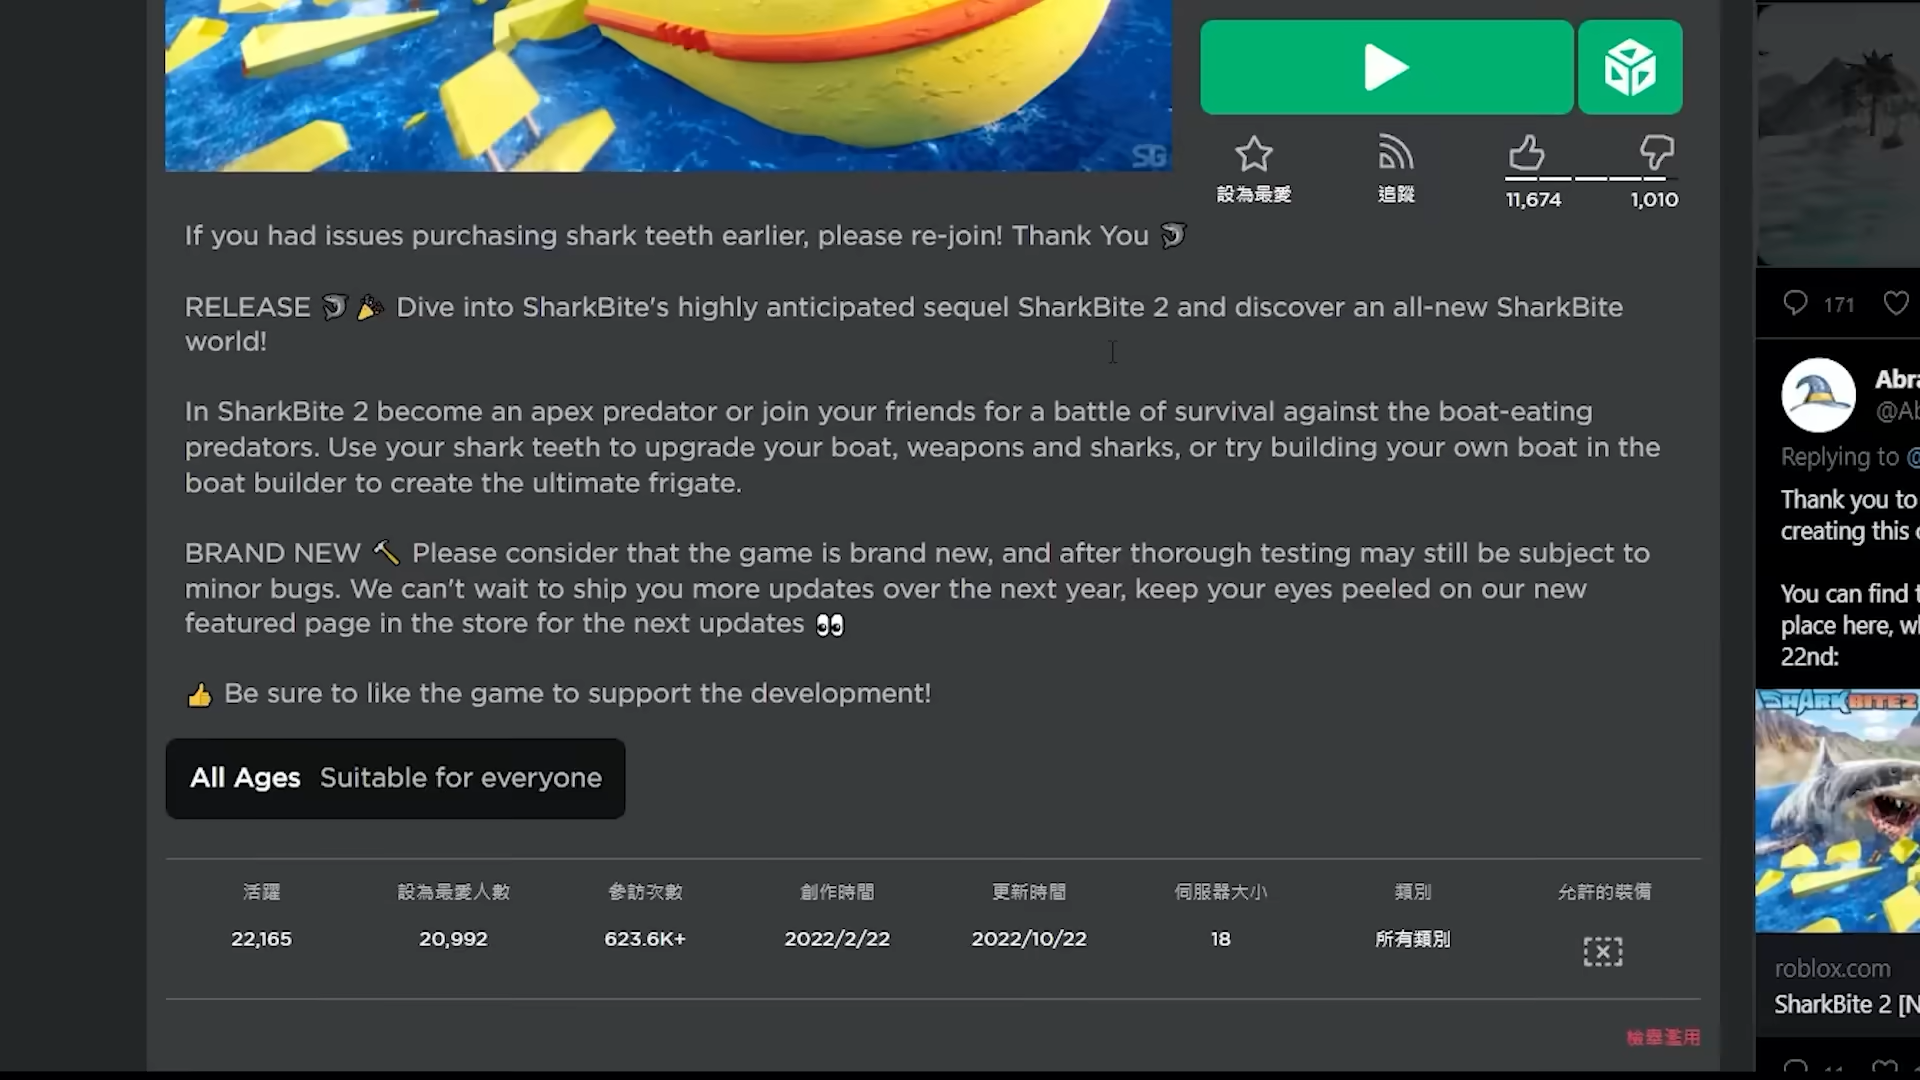 SG
設為最愛
追蹤
11,674
1,010
If you had issues purchasing shark teeth earlier, please re-join! Thank You
RELEASE 🦈 🎉 Dive into SharkBite's highly anticipated sequel SharkBite 2 and discover an all-new SharkBite
world!
In SharkBite 2 become an apex predator or join your friends for a battle of survival against the boat-eating
predators. Use your shark teeth to upgrade your boat, weapons and sharks, or try building your own boat in the
boat builder to create the ultimate frigate.
BRAND NEW 🔨 Please consider that the game is brand new, and after thorough testing may still be subject to
minor bugs. We can't wait to ship you more updates over the next year, keep your eyes peeled on our new
featured page in the store for the next updates 👀
👍 Be sure to like the game to support the development!
All Ages Suitable for everyone
活躍
設為最愛人數
參訪次數
創作時間
更新時間
伺服器大小
類別
允許的裝備
22,165
20,992
623.6K+
2022/2/22
2022/10/22
18
所有類別
檢舉濫用
171
Abra
@Ab
Replying to @
Thank you to
creating this
You can find t
place here, wh
22nd:
SHARKBITE2
roblox.com
SharkBite 2 [N